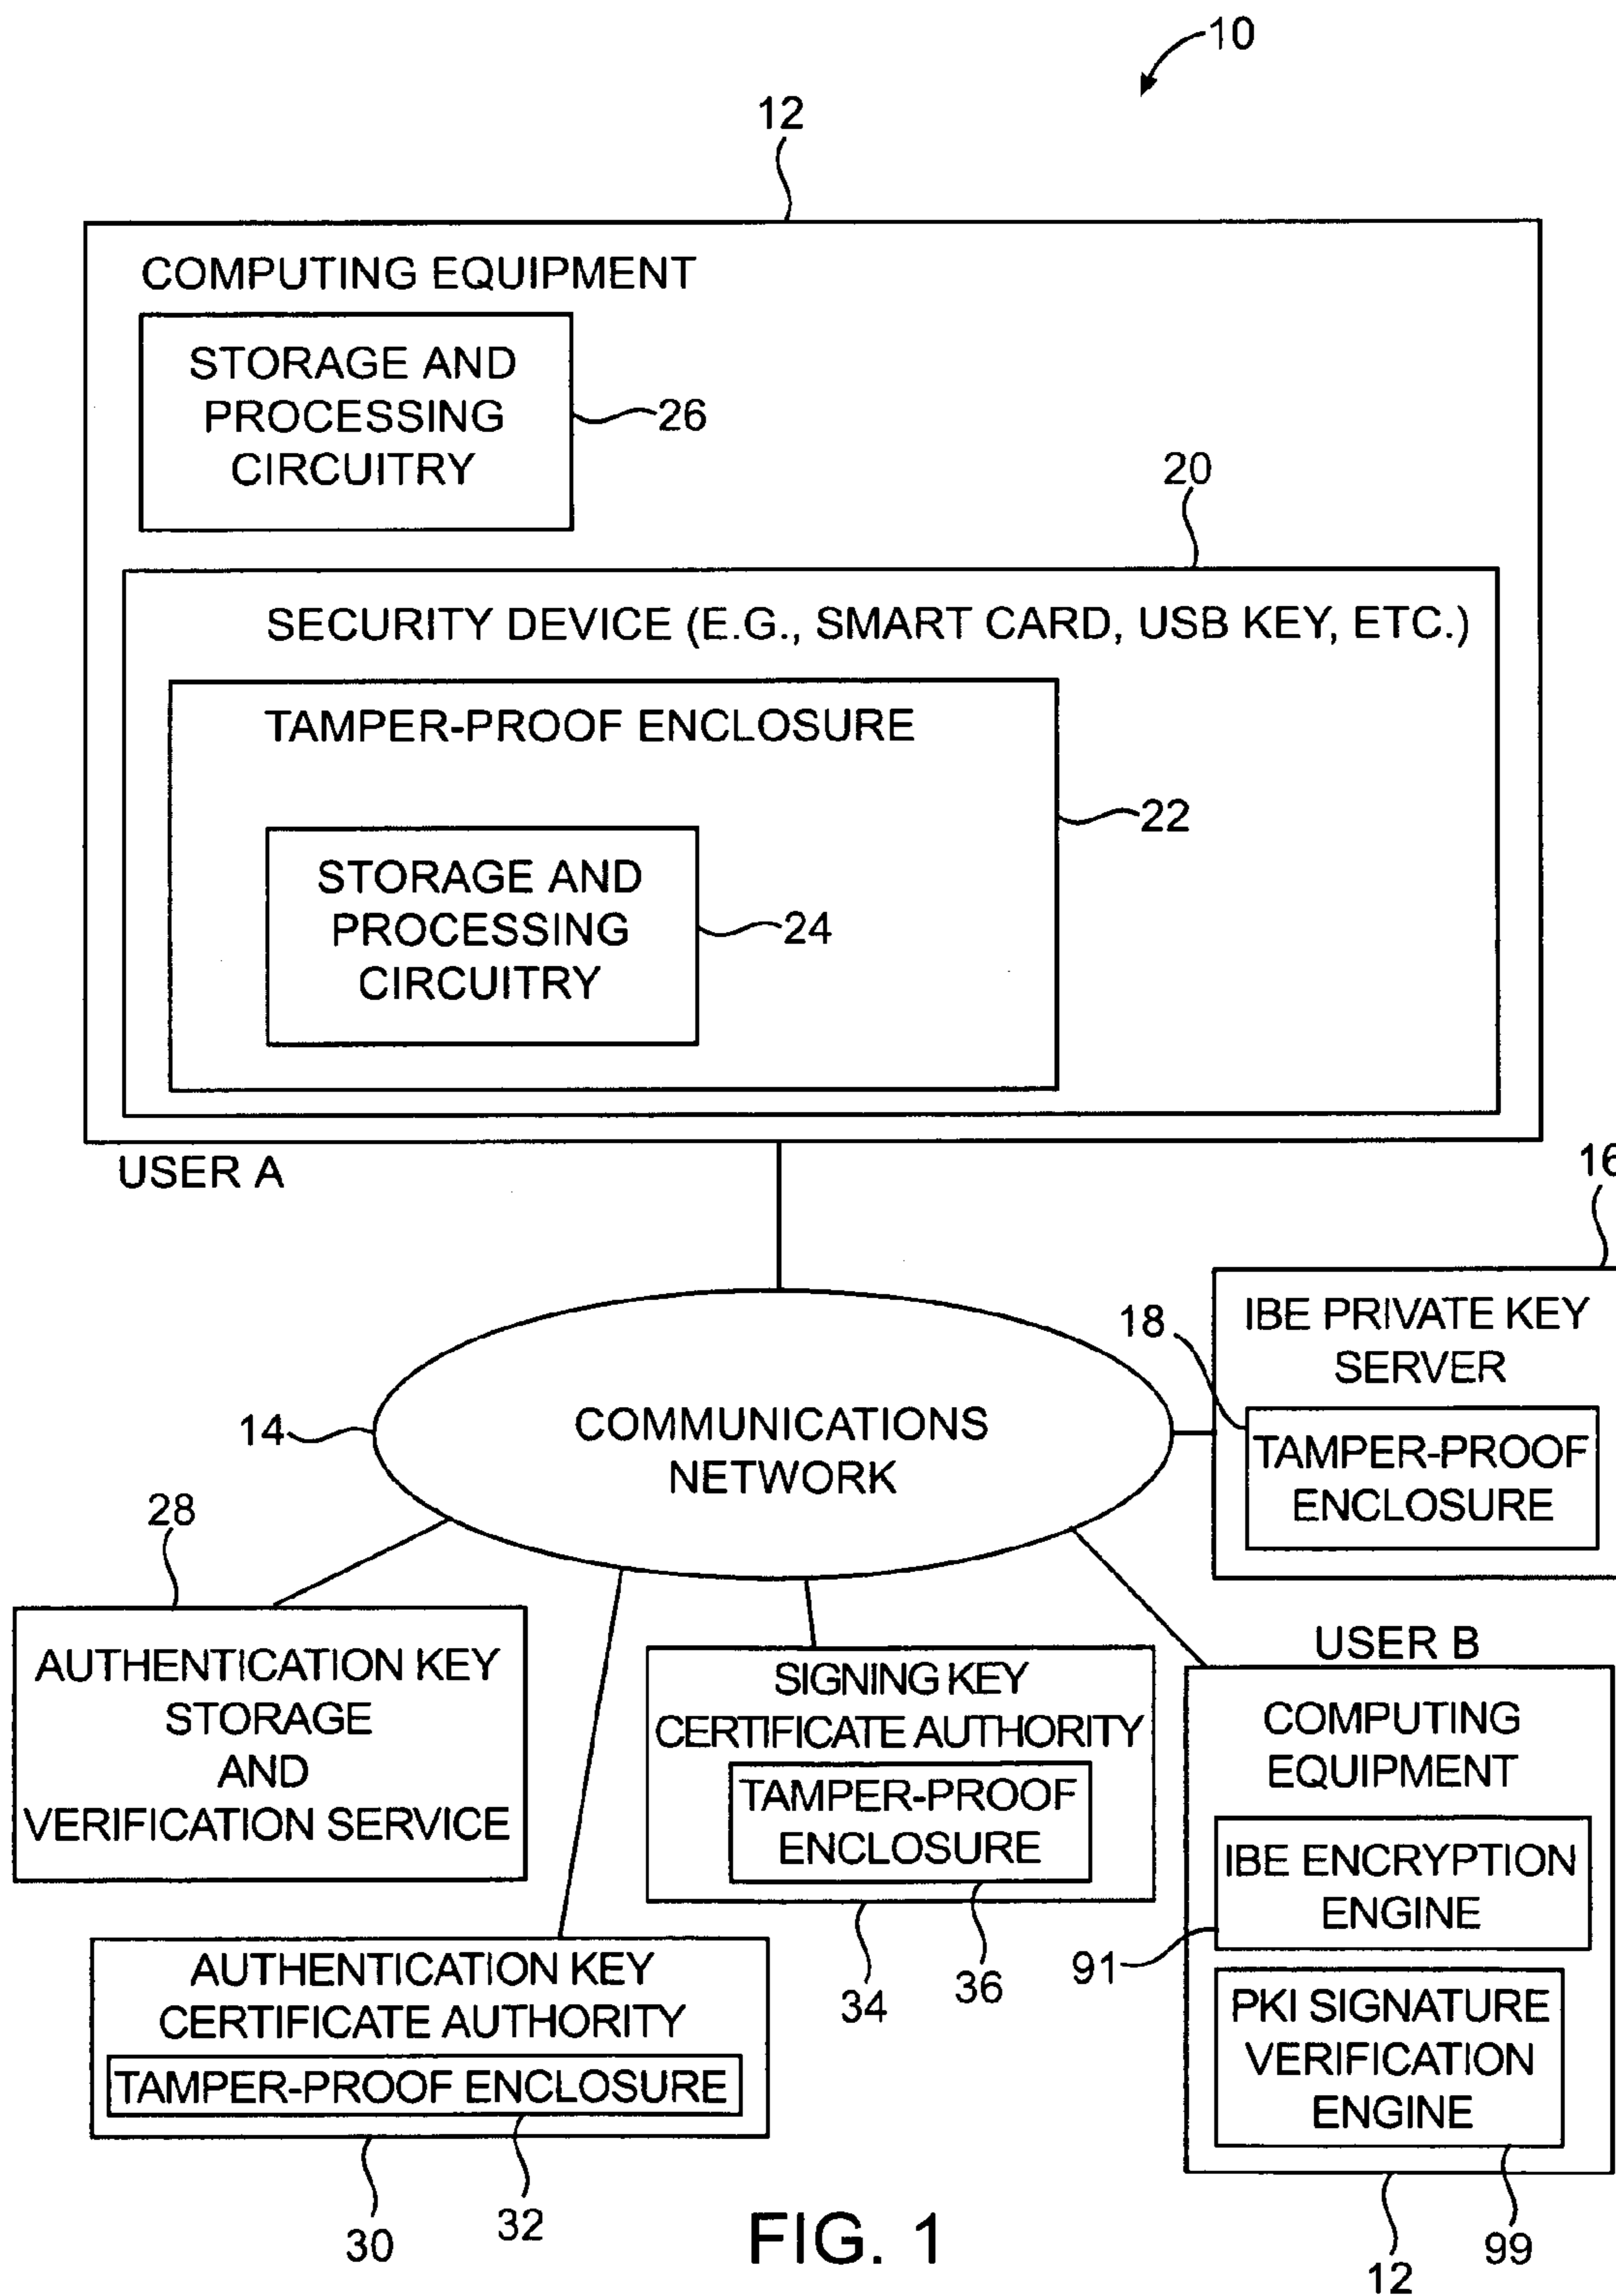 10
12
COMPUTING EQUIPMENT
STORAGE AND
PROCESSING
CIRCUITRY
26
20
SECURITY DEVICE (E.G., SMART CARD, USB KEY, ETC.)
TAMPER-PROOF ENCLOSURE
22
STORAGE AND
PROCESSING
CIRCUITRY
24
USER A
16
IBE PRIVATE KEY
SERVER
18
TAMPER-PROOF
ENCLOSURE
14
COMMUNICATIONS
NETWORK
28
AUTHENTICATION KEY
STORAGE
AND
VERIFICATION SERVICE
SIGNING KEY
CERTIFICATE AUTHORITY
TAMPER-PROOF
ENCLOSURE
34
36
USER B
COMPUTING
EQUIPMENT
IBE ENCRYPTION
ENGINE
91
PKI SIGNATURE
VERIFICATION
ENGINE
99
12
AUTHENTICATION KEY
CERTIFICATE AUTHORITY
TAMPER-PROOF ENCLOSURE
32
30
FIG. 1